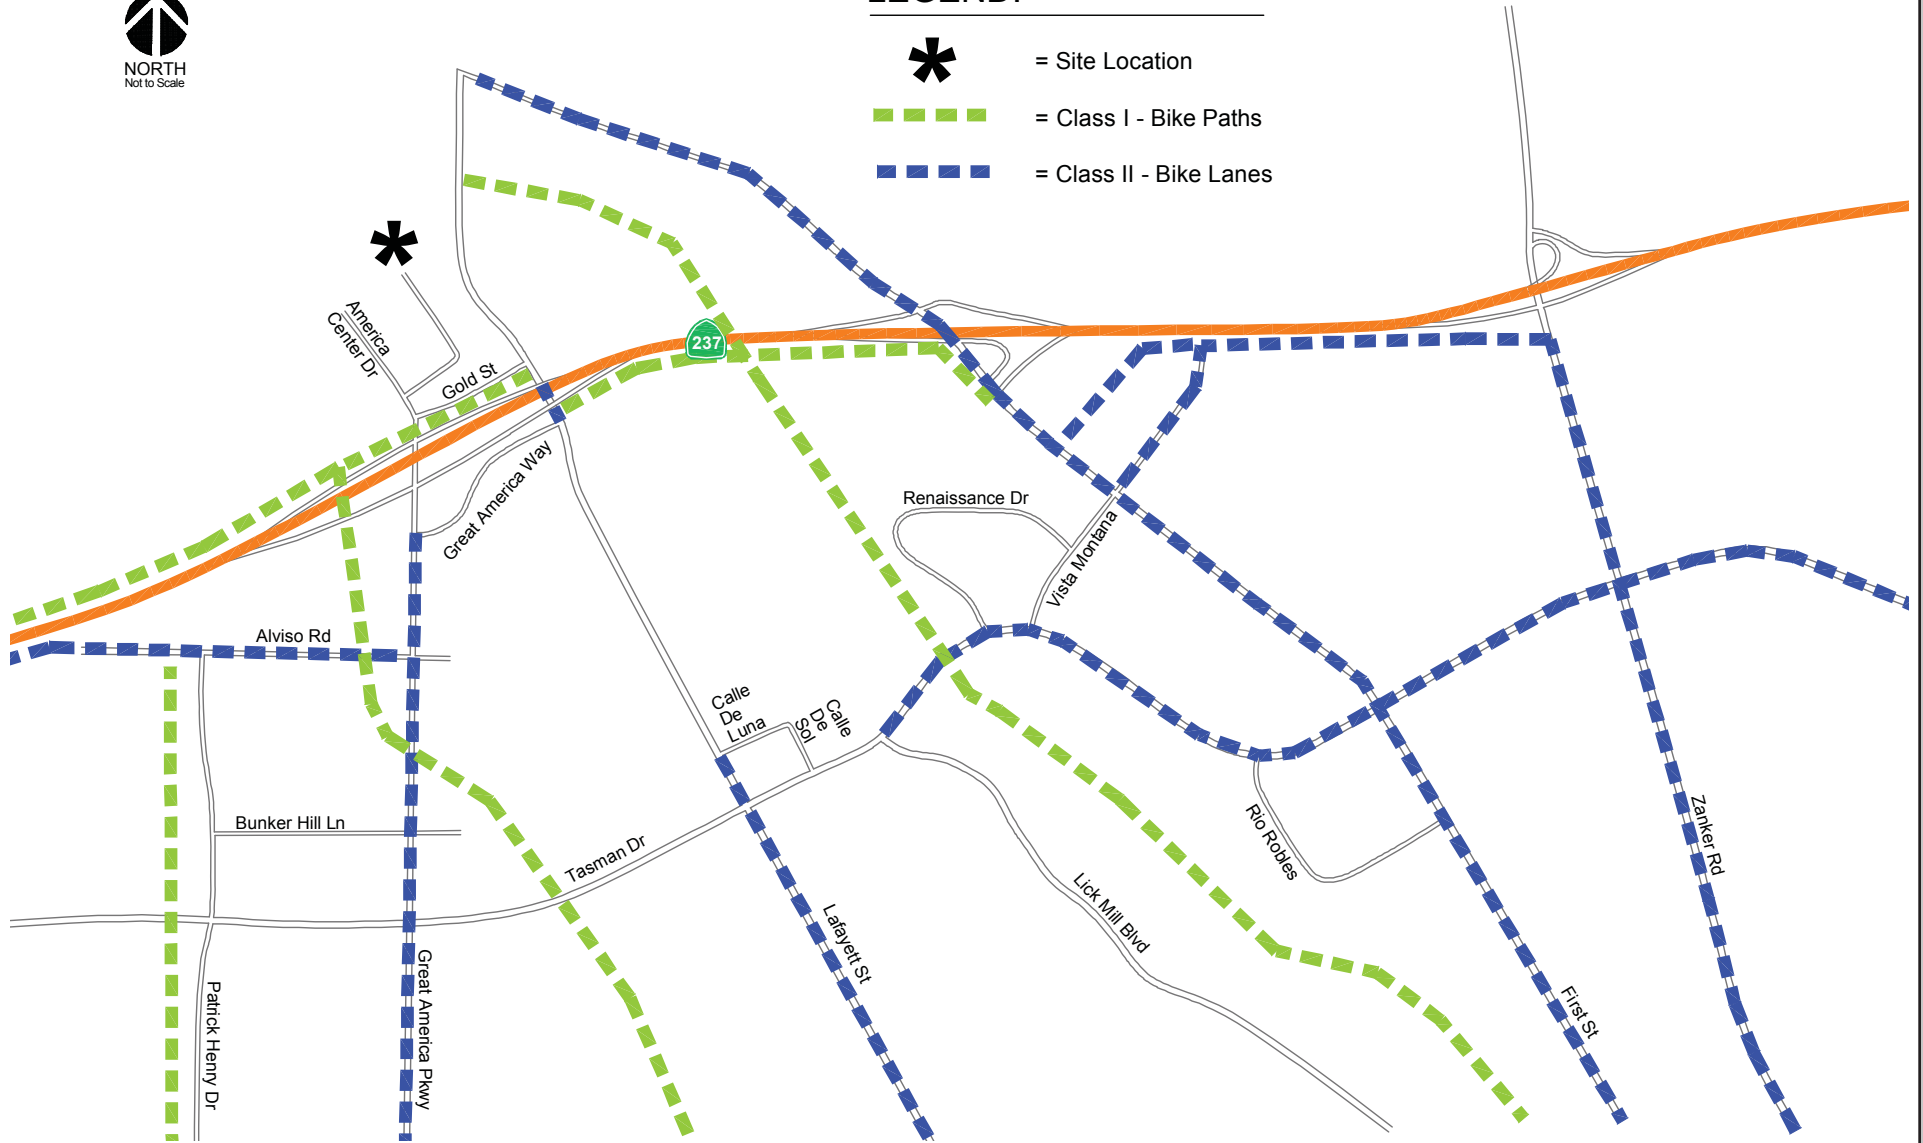 LEGEND:
NORTH
Not to Scale
= Site Location
= Class I - Bike Paths
= Class II - Bike Lanes
America
Center Dr
Gold St
237
Great America Way
Renaissance Dr
Vista Montana
Alviso Rd
Calle
De
Luna
Calle
De
Sol
Bunker Hill Ln
Tasman Dr
Rio Robles
Zanker Rd
Lick Mill Blvd
Lafayett St
Great America Pkwy
Patrick Henry Dr
First St